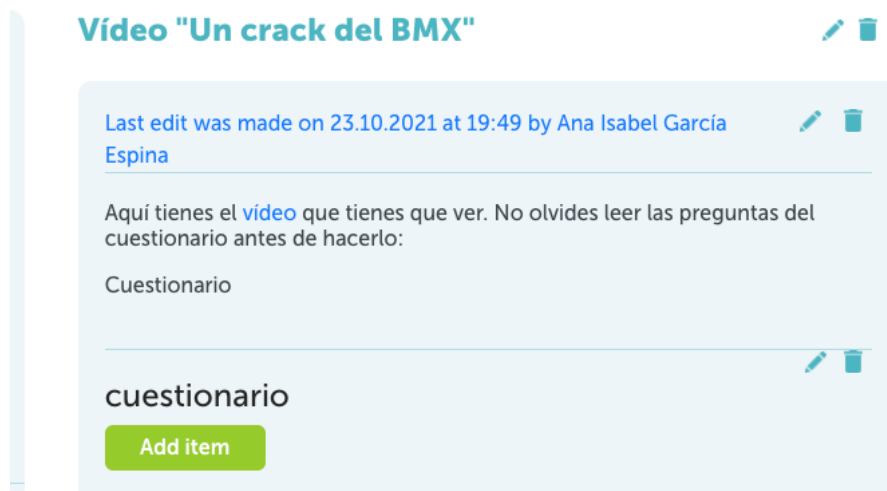 Vídeo "Un crack del BMX"
Last edit was made on 23.10.2021 at 19:49 by Ana Isabel García
Espina
Aquí tienes el vídeo que tienes que ver. No olvides leer las preguntas del
cuestionario antes de hacerlo:
Cuestionario
cuestionario
Add item